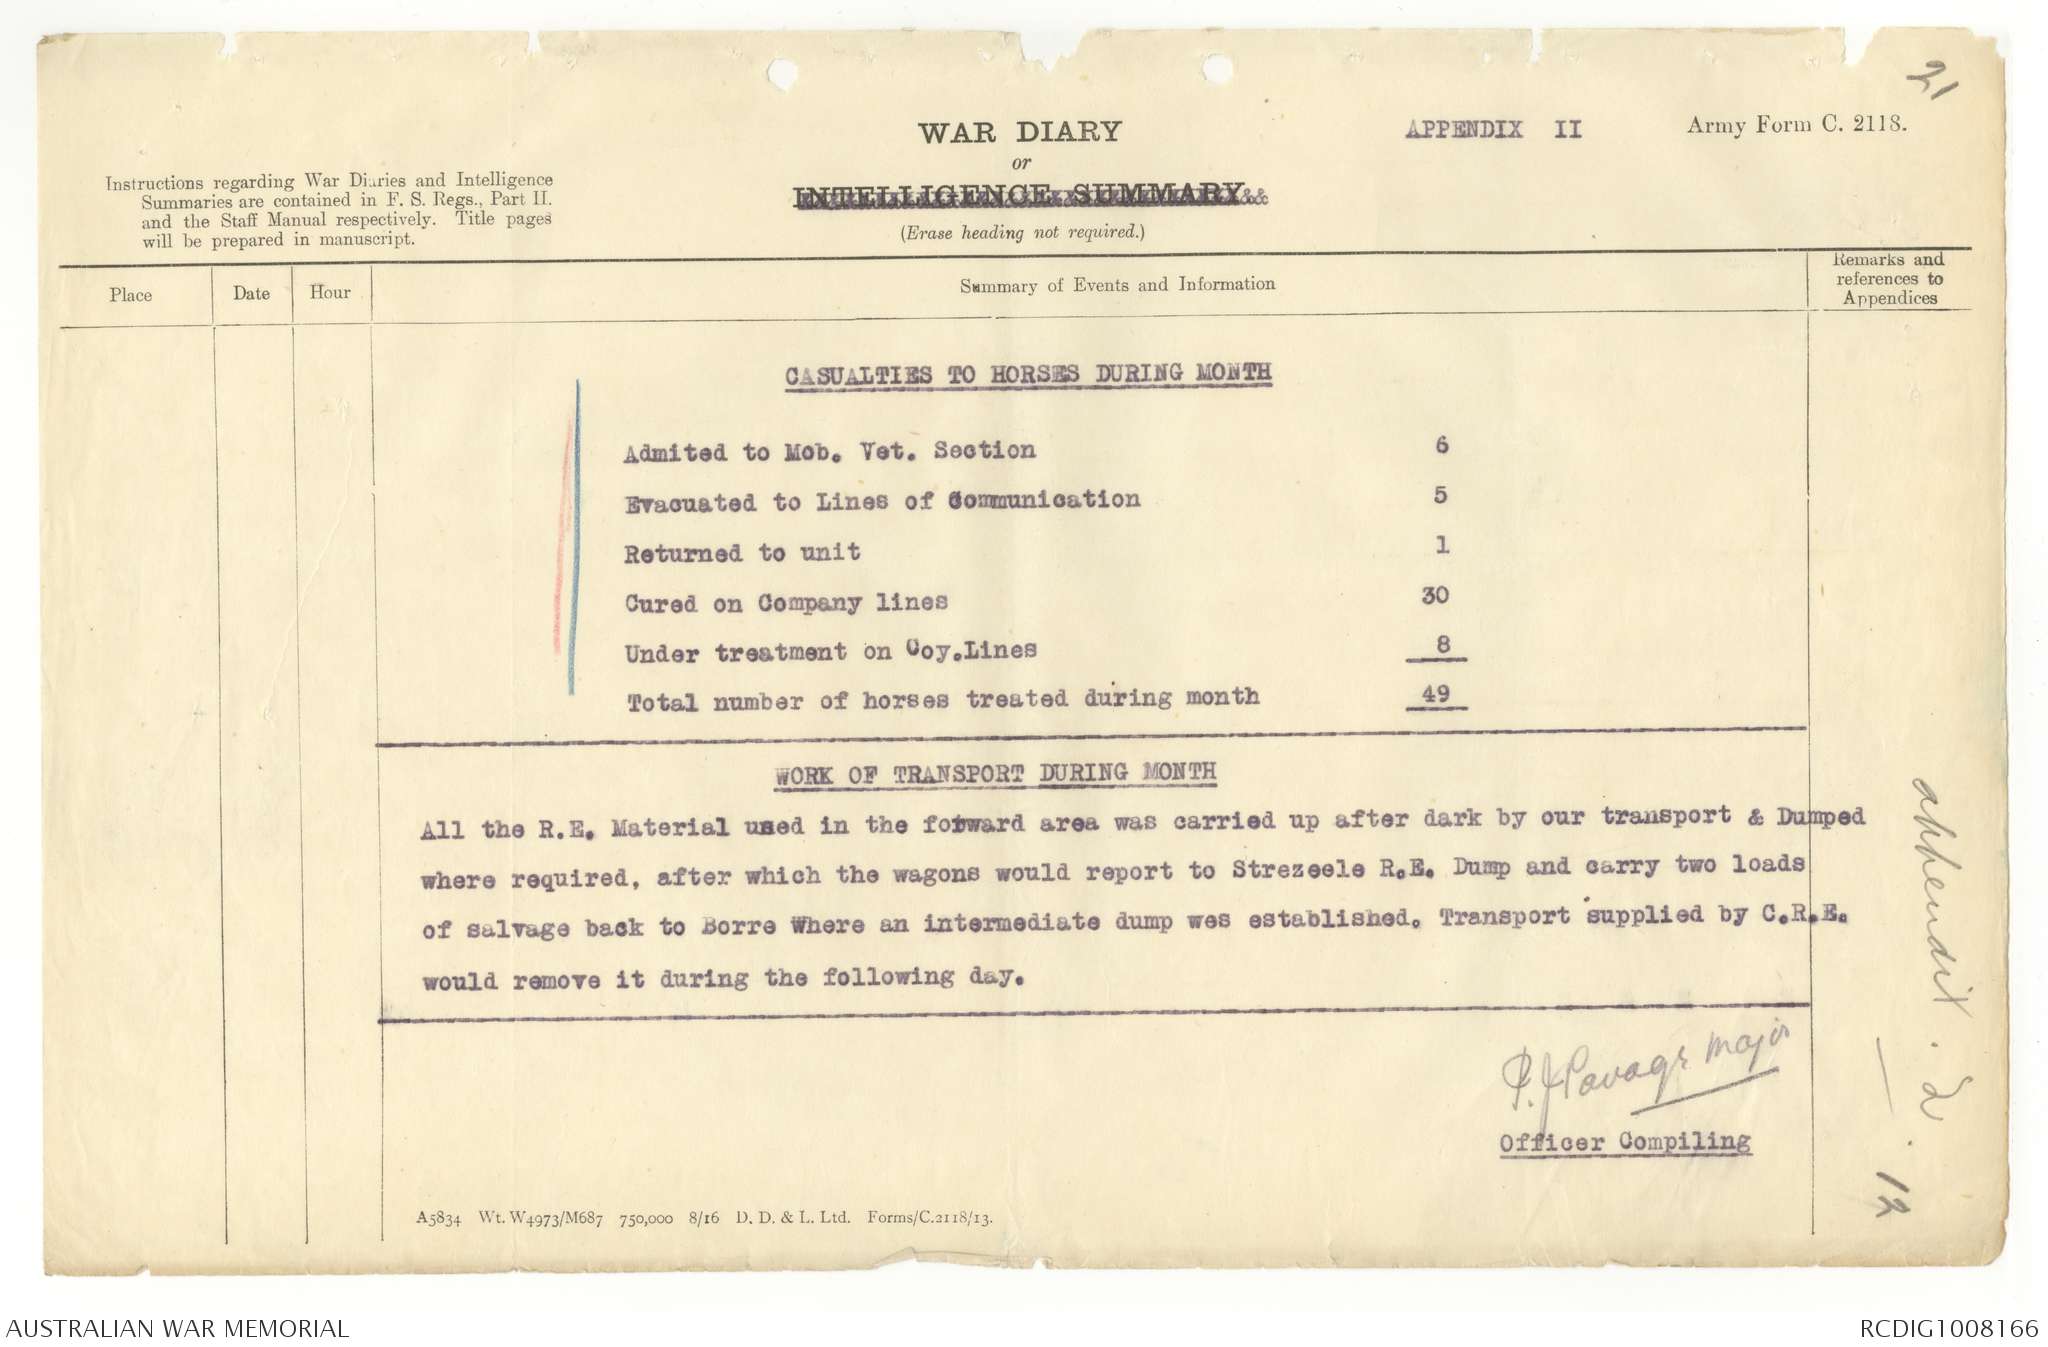 21
WAR DIARY
APPENDIX II
Army Form C. 2118.
or
INTELLIGENCE SUMMARY.
(Erase heading not required.)
Instructions regarding War Diaries and Intelligence
Summaries are contained in F. S. Regs., Part II.
and the Staff Manual respectively. Title pages
will be prepared in manuscript.
Place
Date
Hour
Summary of Events and Information
Remarks and
references to
Appendices
CASUALTIES TO HORSES DURING MONTH
Admited to Mob. Vet. Section 6
Evacuated to Lines of Communication 5
Returned to unit 1
Cured on Company lines 30
Under treatment on Coy.Lines 8
Total number of horses treated during month 49
WORK OF TRANSPORT DURING MONTH
All the R.E. Material used in the forward area was carried up after dark by our transport & Dumped
where required, after which the wagons would report to Strezeele R.E. Dump and carry two loads
of salvage back to Borre Where an intermediate dump wes established. Transport supplied by C.R.E.
would remove it during the following day.
Major
Officer Compiling
appendix . 2 . 12
A5834 Wt. W4973/M687 750,000 8/16 D. D. & L. Ltd. Forms/C.2118/13.
AUSTRALIAN WAR MEMORIAL
RCDIG1008166